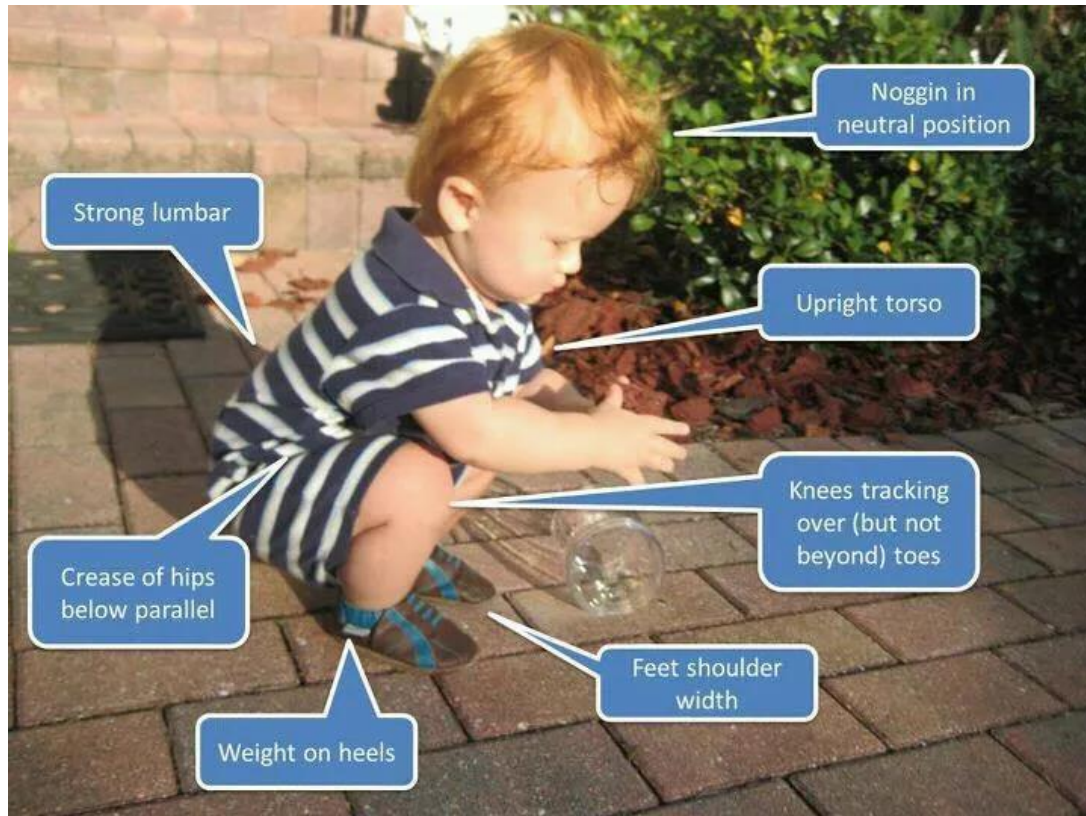 Noggin in
neutral position
Strong lumbar
Upright torso
Knees tracking
over (but not
beyond) toes
Crease of hips
below parallel
Feet shoulder
width
Weight on heels